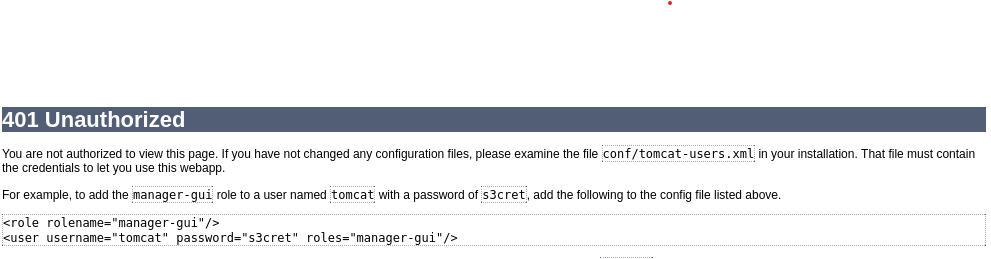 401 Unauthorized
You are not authorized to view this page. If you have not changed any configuration files, please examine the file conf/tomcat-users.xml in your installation. That file must contain
the credentials to let you use this webapp.
For example, to add the manager-gui role to a user named tomcat with a password of s3cret, add the following to the config file listed above.
<role rolename="manager-gui"/>
<user username="tomcat" password="s3cret" roles="manager-gui"/>